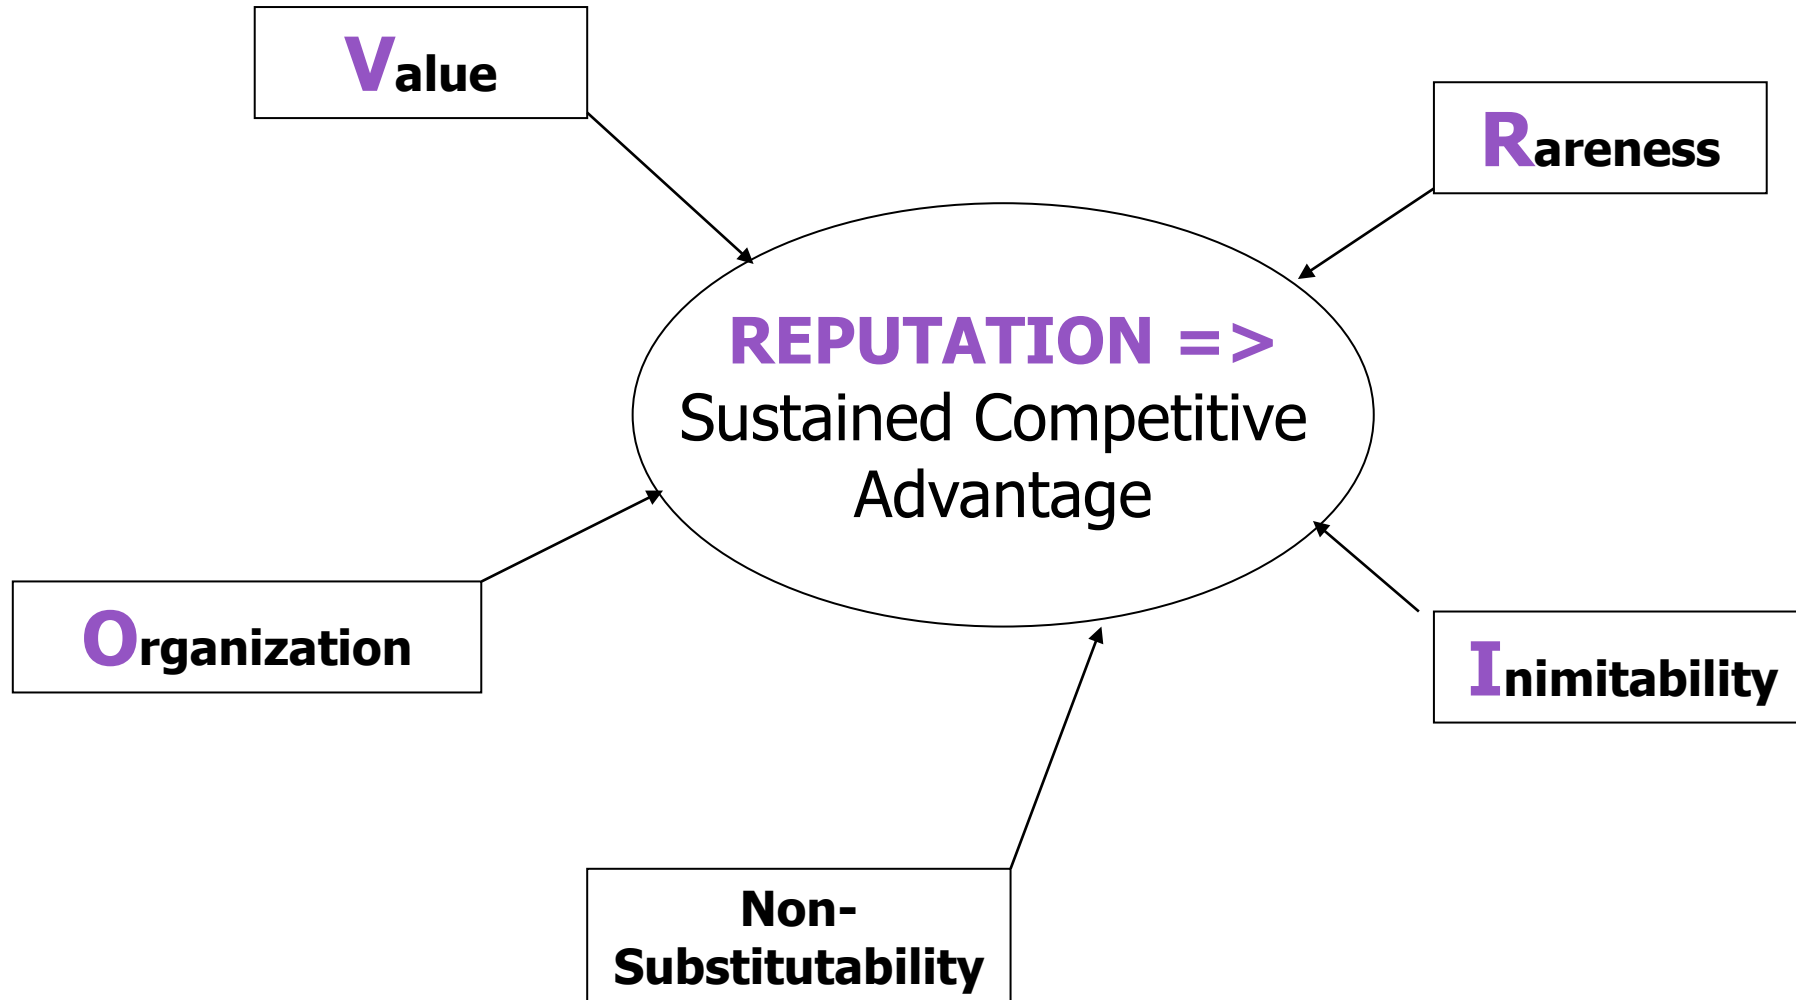 Value
Rareness
REPUTATION =>
Sustained Competitive
Advantage
Organization
Inimitability
Non-
Substitutability